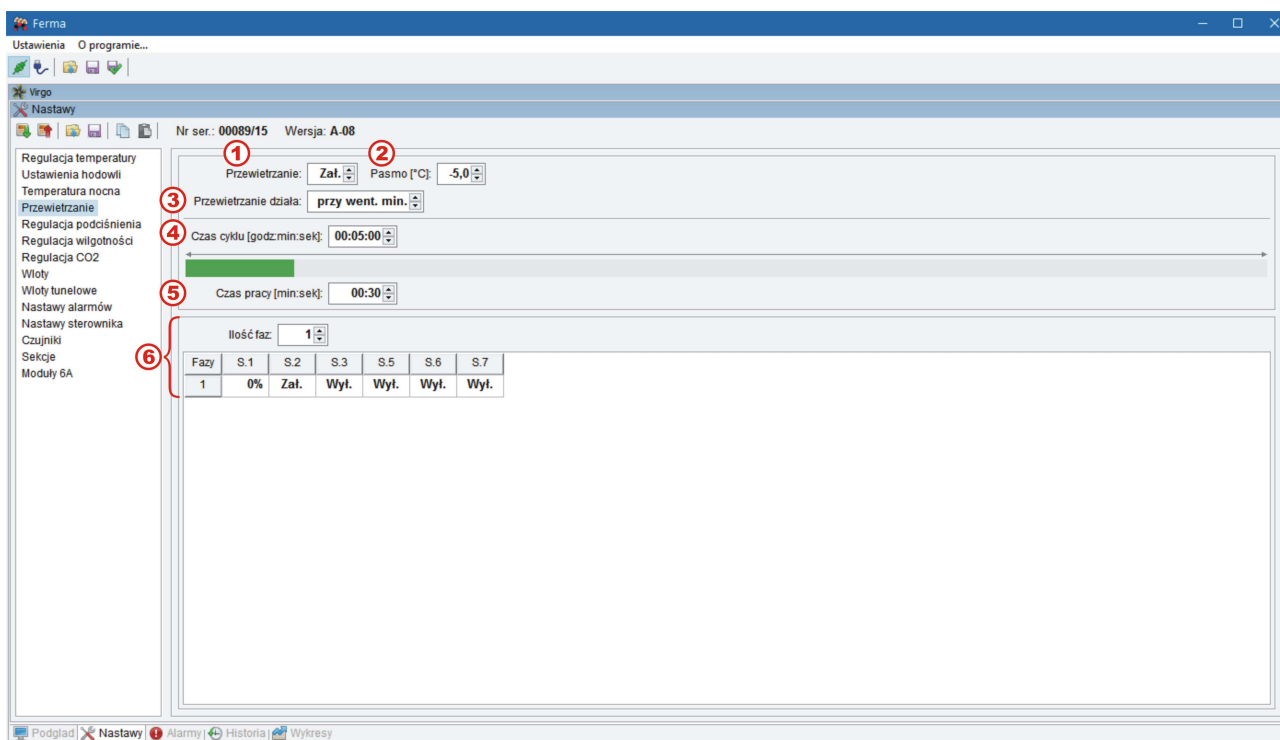 Ferma
Ustawienia O programie...
Virgo
Nastawy
Nr ser.: 00089/15 Wersja: A-08
Regulacja temperatury
Ustawienia hodowli
Temperatura nocna
Przewietrzanie
Regulacja podciśnienia
Regulacja wilgotności
Regulacja CO2
Wloty
Wloty tunelowe
Nastawy alarmów
Nastawy sterownika
Czujniki
Sekcje
Moduły 6A
1 2
Przewietrzanie: Zał. Pasmo [°C]: -5,0
3 Przewietrzanie działa: przy went. min.
4 Czas cyklu [godz:min:sek]: 00:05:00
5 Czas pracy [min:sek]: 00:30
6
Ilość faz: 1
Fazy S.1 S.2 S.3 S.5 S.6 S.7
1 0% Zał. Wył. Wył. Wył. Wył.
Podgląd Nastawy Alarmy Historia Wykresy